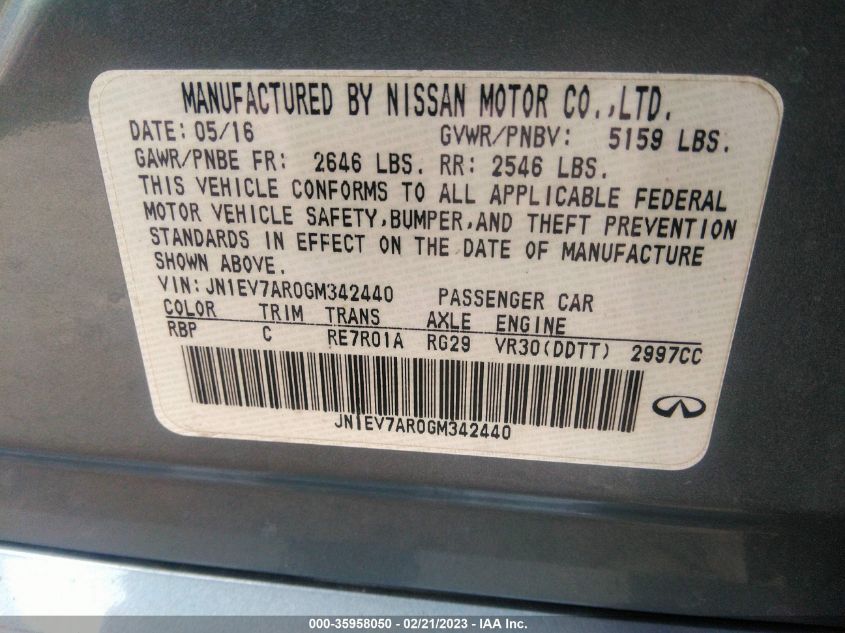 MANUFACTURED BY NISSAN MOTOR CO.,LTD.
DATE: 05/16 GVWR/PNBV: 5159 LBS.
GAWR/PNBE FR: 2646 LBS. RR: 2546 LBS.
THIS VEHICLE CONFORMS TO ALL APPLICABLE FEDERAL
MOTOR VEHICLE SAFETY,BUMPER,AND THEFT PREVENTION
STANDARDS IN EFFECT ON THE DATE OF MANUFACTURE
SHOWN ABOVE.
VIN: JN1EV7AR0GM342440 PASSENGER CAR
COLOR TRIM TRANS AXLE ENGINE
RBP C RE7R01A RG29 VR30(DDTT) 2997CC
JN1EV7AR0GM342440
000-35958050 / 02/21/2023 - IAA Inc.